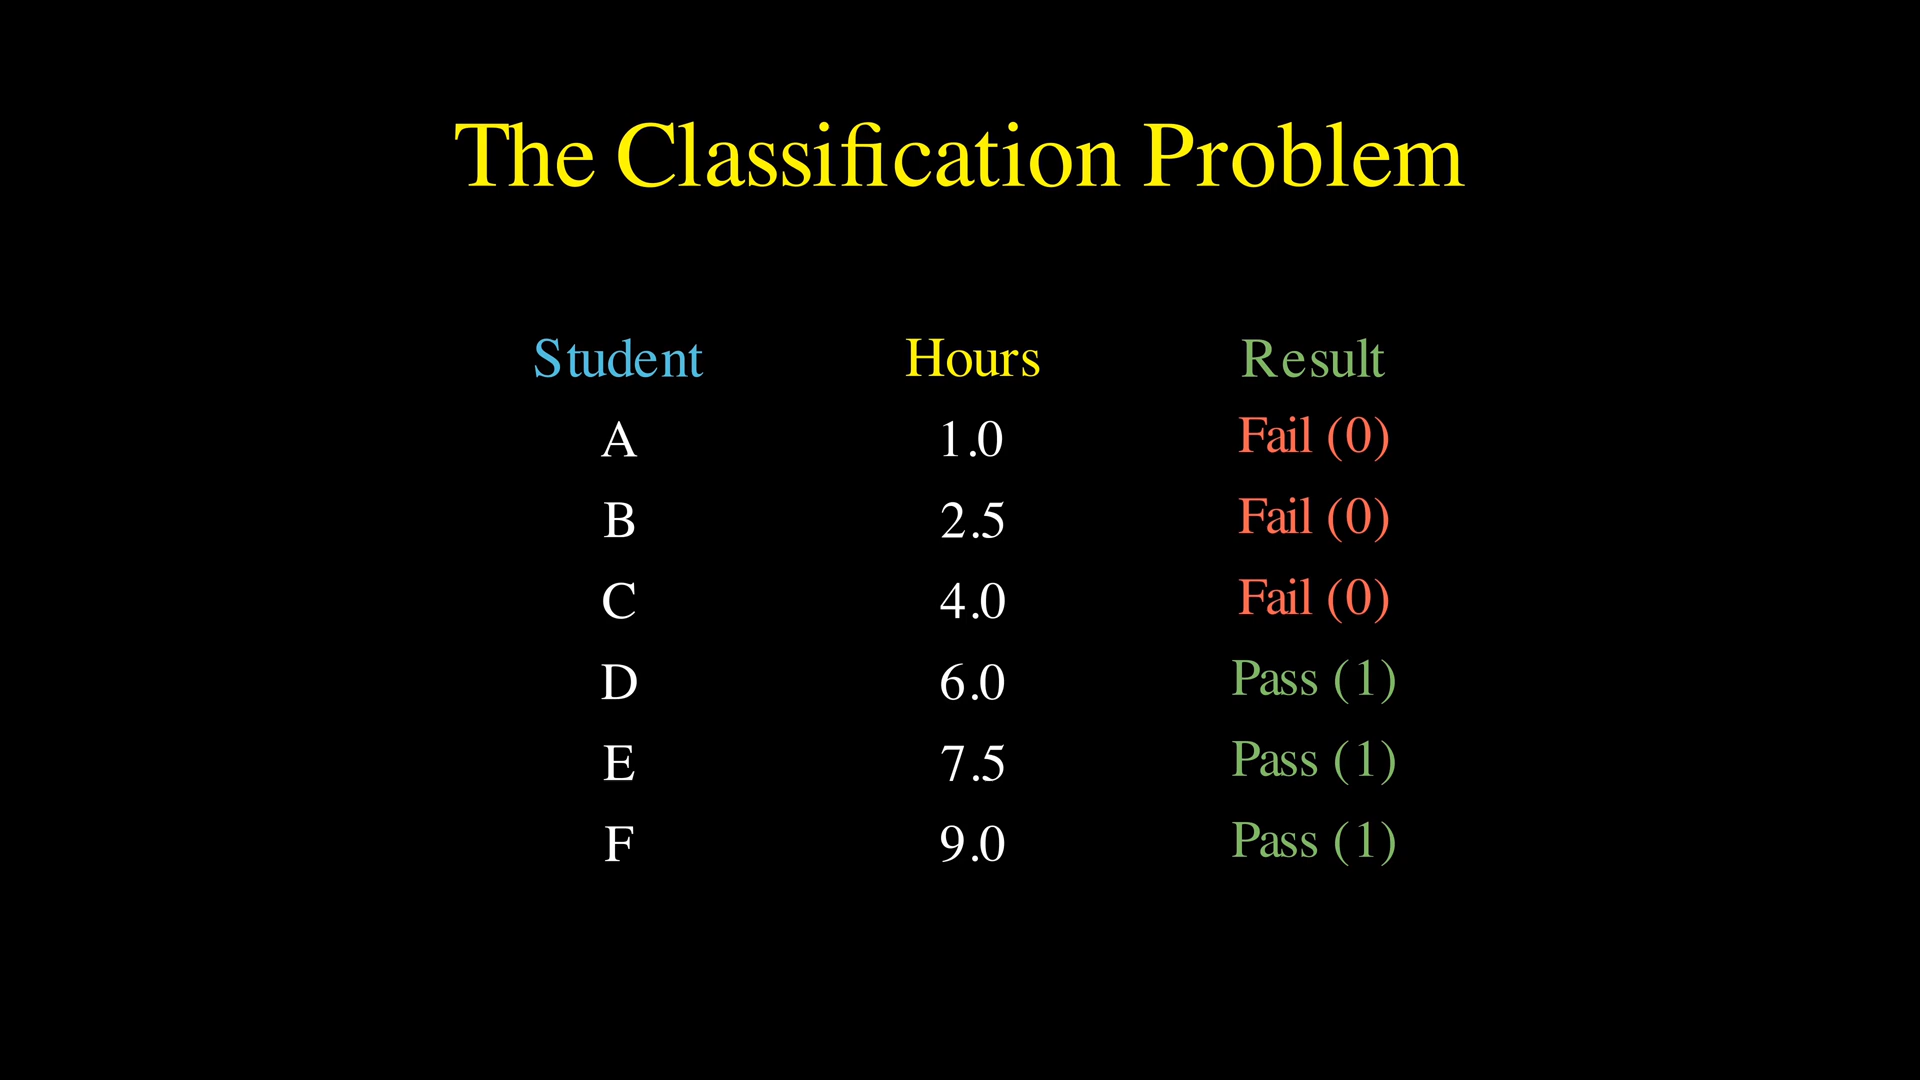 The Classification Problem
Student Hours Result
A 1.0 Fail (0)
B 2.5 Fail (0)
C 4.0 Fail (0)
D 6.0 Pass (1)
E 7.5 Pass (1)
F 9.0 Pass (1)